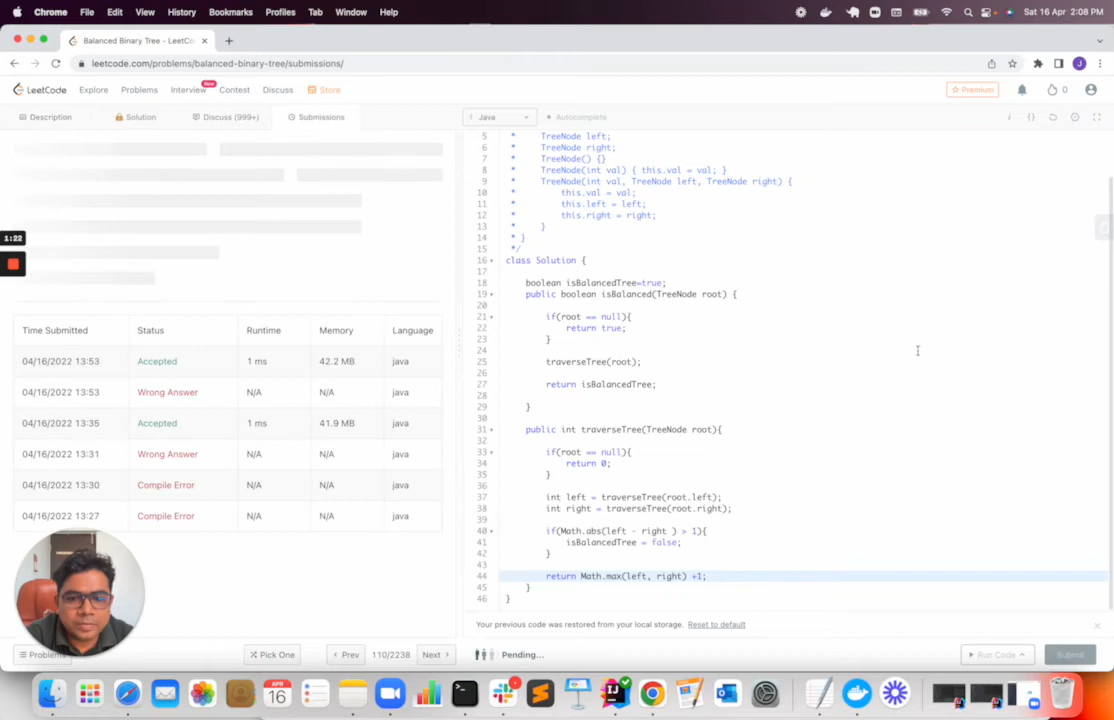 Chrome File Edit View History Bookmarks Profiles Tab Window Help Sat 16 Apr 2:08 PM
Balanced Binary Tree - LeetCo
leetcode.com/problems/balanced-binary-tree/submissions/
LeetCode Explore Problems Interview New Contest Discuss Store Premium 0
Description Solution Discuss (999+) Submissions Java Autocomplete
5 * TreeNode left;
6 * TreeNode right;
7 * TreeNode() {}
8 * TreeNode(int val) { this.val = val; }
9 * TreeNode(int val, TreeNode left, TreeNode right) {
10 * this.val = val;
11 * this.left = left;
12 * this.right = right;
13 * }
14 * }
15 */
16 class Solution {
17
18 boolean isBalancedTree=true;
19 public boolean isBalanced(TreeNode root) {
20
21 if(root == null){
22 return true;
23 }
24
25 traverseTree(root);
26
27 return isBalancedTree;
28
29 }
30
31 public int traverseTree(TreeNode root){
32
33 if(root == null){
34 return 0;
35 }
36
37 int left = traverseTree(root.left);
38 int right = traverseTree(root.right);
39
40 if(Math.abs(left - right ) > 1){
41 isBalancedTree = false;
42 }
43
44 return Math.max(left, right) +1;
45 }
46 }
1:22
Time Submitted Status Runtime Memory Language
04/16/2022 13:53 Accepted 1 ms 42.2 MB java
04/16/2022 13:53 Wrong Answer N/A N/A java
04/16/2022 13:35 Accepted 1 ms 41.9 MB java
04/16/2022 13:31 Wrong Answer N/A N/A java
04/16/2022 13:30 Compile Error N/A N/A java
04/16/2022 13:27 Compile Error N/A N/A java
Your previous code was restored from your local storage. Reset to default
Problems Pick One Prev 110/2238 Next Pending... Run Code Submit
APR
16